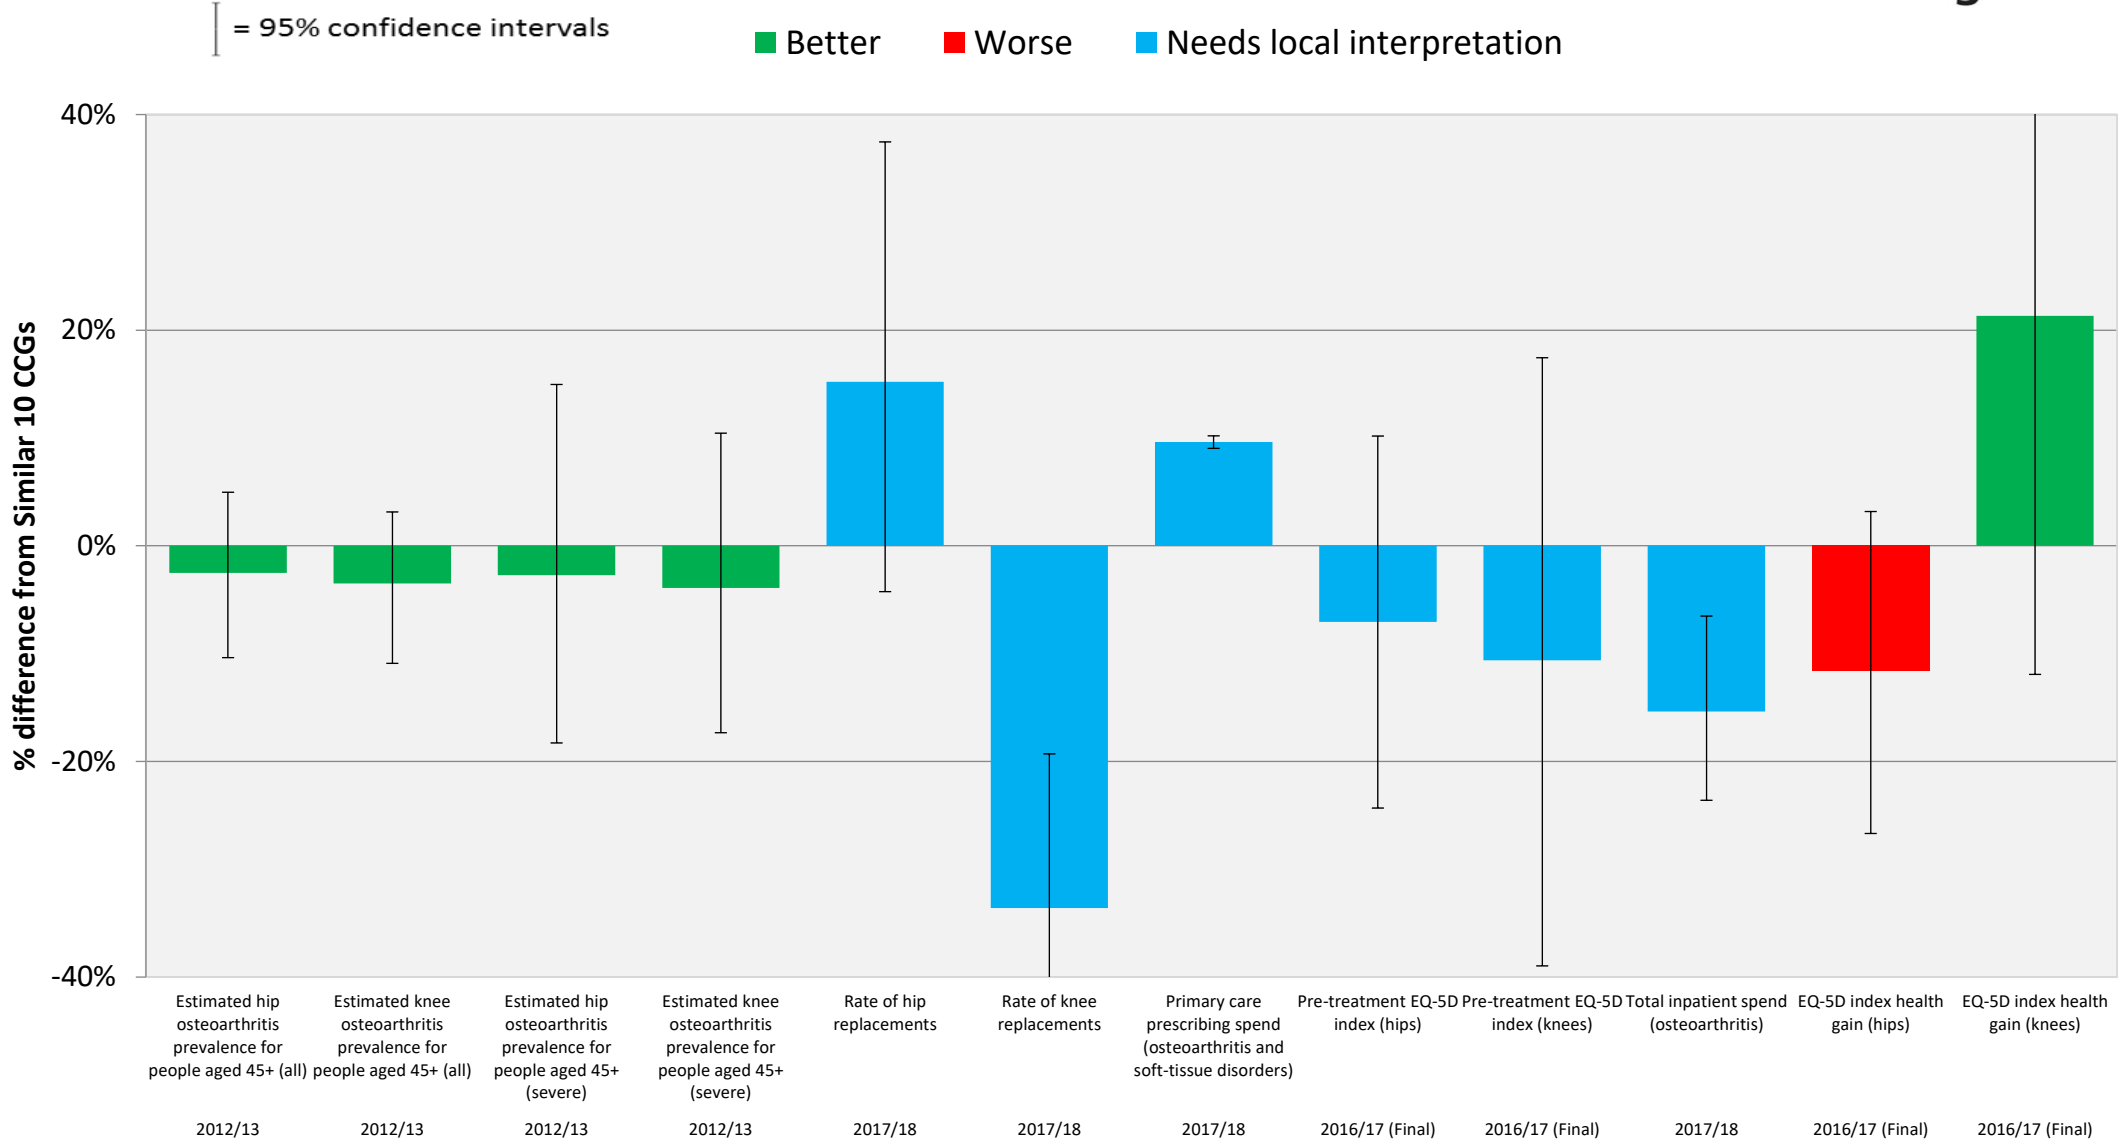 = 95% confidence intervals
Better Worse Needs local interpretation
% difference from Similar 10 CCGs
40%
20%
0%
-20%
-40%
Estimated hip
osteoarthritis
prevalence for
people aged 45+ (all)
2012/13
Estimated knee
osteoarthritis
prevalence for
people aged 45+ (all)
2012/13
Estimated hip
osteoarthritis
prevalence for
people aged 45+
(severe)
2012/13
Estimated knee
osteoarthritis
prevalence for
people aged 45+
(severe)
2012/13
Rate of hip
replacements
2017/18
Rate of knee
replacements
2017/18
Primary care
prescribing spend
(osteoarthritis and
soft-tissue disorders)
2017/18
Pre-treatment EQ-5D
index (hips)
2016/17 (Final)
Pre-treatment EQ-5D
index (knees)
2016/17 (Final)
Total inpatient spend
(osteoarthritis)
2017/18
EQ-5D index health
gain (hips)
2016/17 (Final)
EQ-5D index health
gain (knees)
2016/17 (Final)